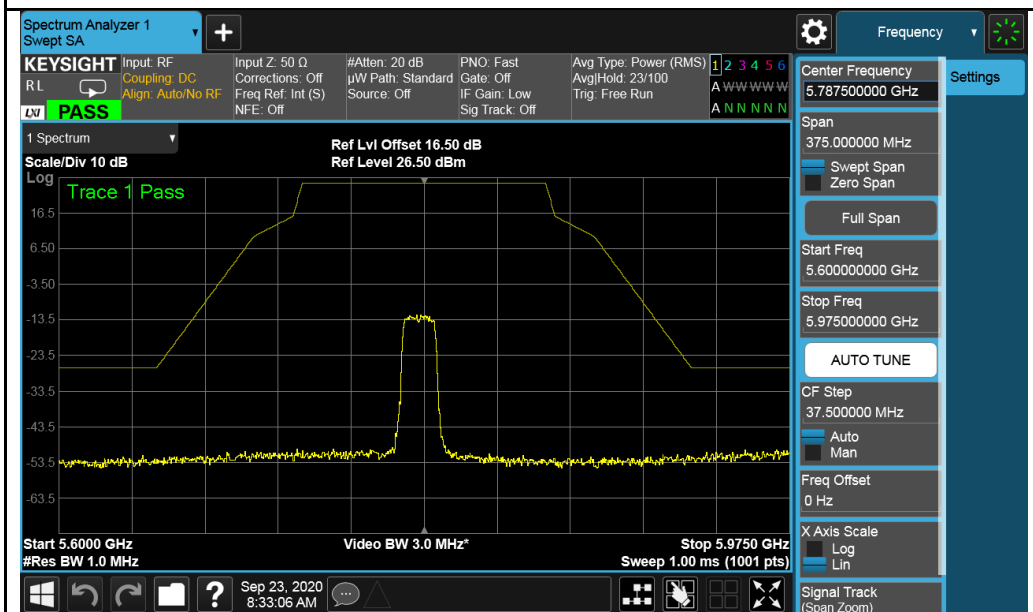 Spectrum Analyzer 1
Swept SA
+
Frequency
KEYSIGHT
Input: RF
Coupling: DC
Align: Auto/No RF
Input Z: 50 Ω
Corrections: Off
Freq Ref: Int (S)
NFE: Off
#Atten: 20 dB
µW Path: Standard
Source: Off
PNO: Fast
Gate: Off
IF Gain: Low
Sig Track: Off
Avg Type: Power (RMS)
Avg|Hold: 23/100
Trig: Free Run
1 2 3 4 5 6
A W W W W W
A N N N N N
R L
LXI PASS
1 Spectrum
Scale/Div 10 dB
Ref Lvl Offset 16.50 dB
Ref Level 26.50 dBm
Log
Trace 1 Pass
16.5
6.50
-3.50
-13.5
-23.5
-33.5
-43.5
-53.5
-63.5
Start 5.6000 GHz
#Res BW 1.0 MHz
Video BW 3.0 MHz*
Stop 5.9750 GHz
Sweep 1.00 ms (1001 pts)
Center Frequency
5.787500000 GHz
Span
375.000000 MHz
Swept Span
Zero Span
Full Span
Start Freq
5.600000000 GHz
Stop Freq
5.975000000 GHz
AUTO TUNE
CF Step
37.500000 MHz
Auto
Man
Freq Offset
0 Hz
X Axis Scale
Log
Lin
Signal Track
(Span Zoom)
Settings
?
Sep 23, 2020
8:33:06 AM